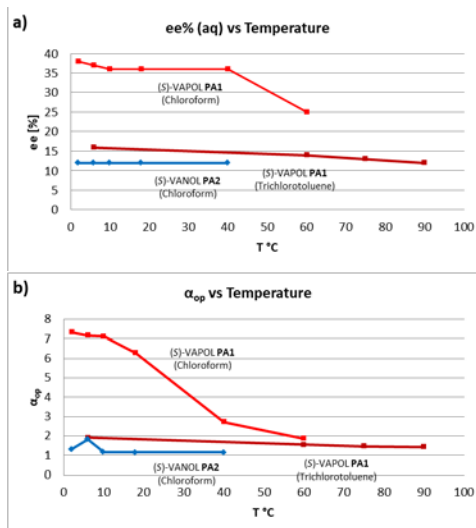 a)
ee% (aq) vs Temperature
40
35
30
25
20
15
10
5
0
ee [%]
(S)-VAPOL PA1
(Chloroform)
(S)-VANOL PA2
(Chloroform)
(S)-VAPOL PA1
(Trichlorotoluene)
0 10 20 30 40 50 60 70 80 90 100
T °C
b)
αop vs Temperature
8
7
6
5
4
3
2
1
0
αop
(S)-VAPOL PA1
(Chloroform)
(S)-VANOL PA2
(Chloroform)
(S)-VAPOL PA1
(Trichlorotoluene)
0 10 20 30 40 50 60 70 80 90 100
T °C